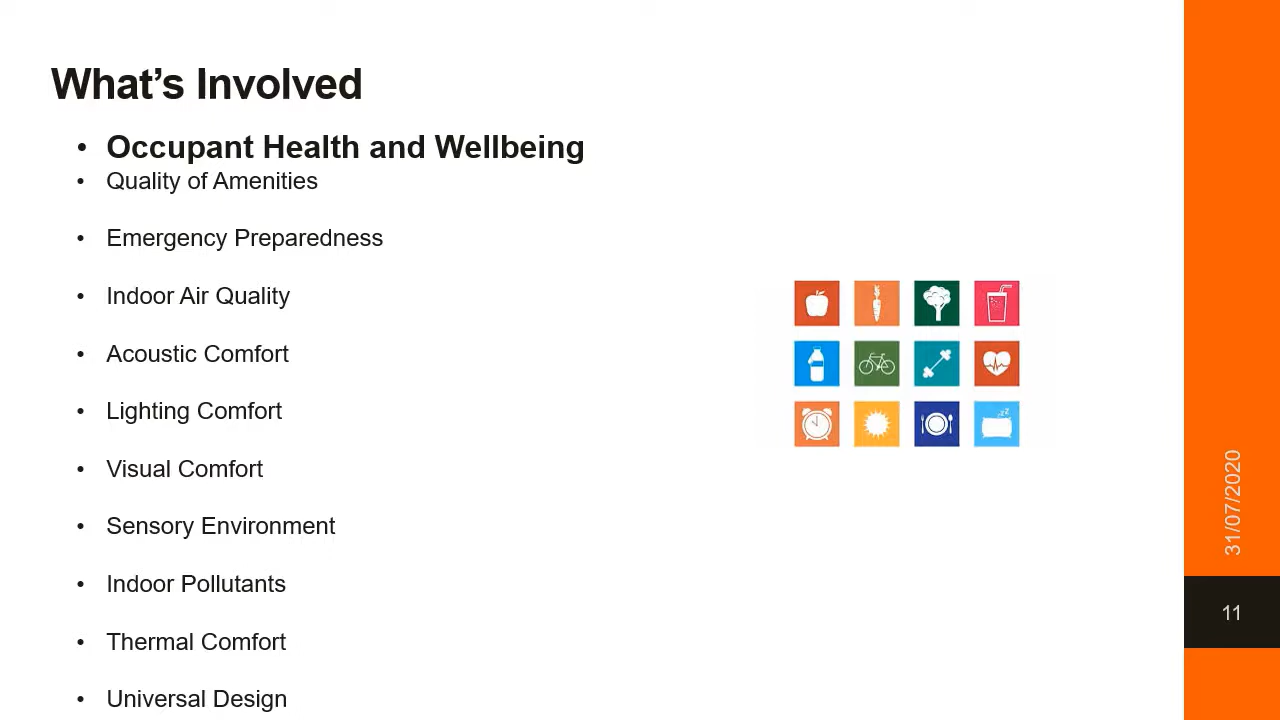 What's Involved
• Occupant Health and Wellbeing
• Quality of Amenities
• Emergency Preparedness
• Indoor Air Quality
• Acoustic Comfort
• Lighting Comfort
• Visual Comfort
• Sensory Environment
• Indoor Pollutants
• Thermal Comfort
• Universal Design
31/07/2020
11